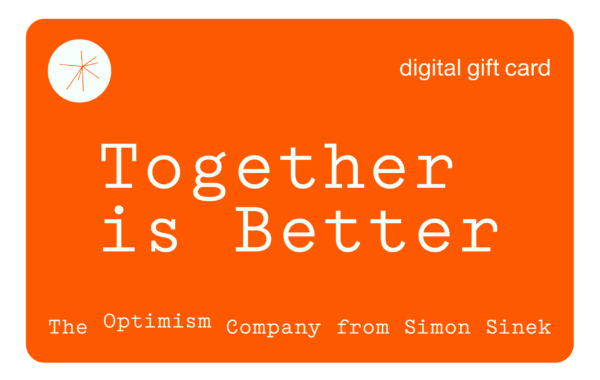 digital gift card
Together
is Better
The Optimism Company from Simon Sinek